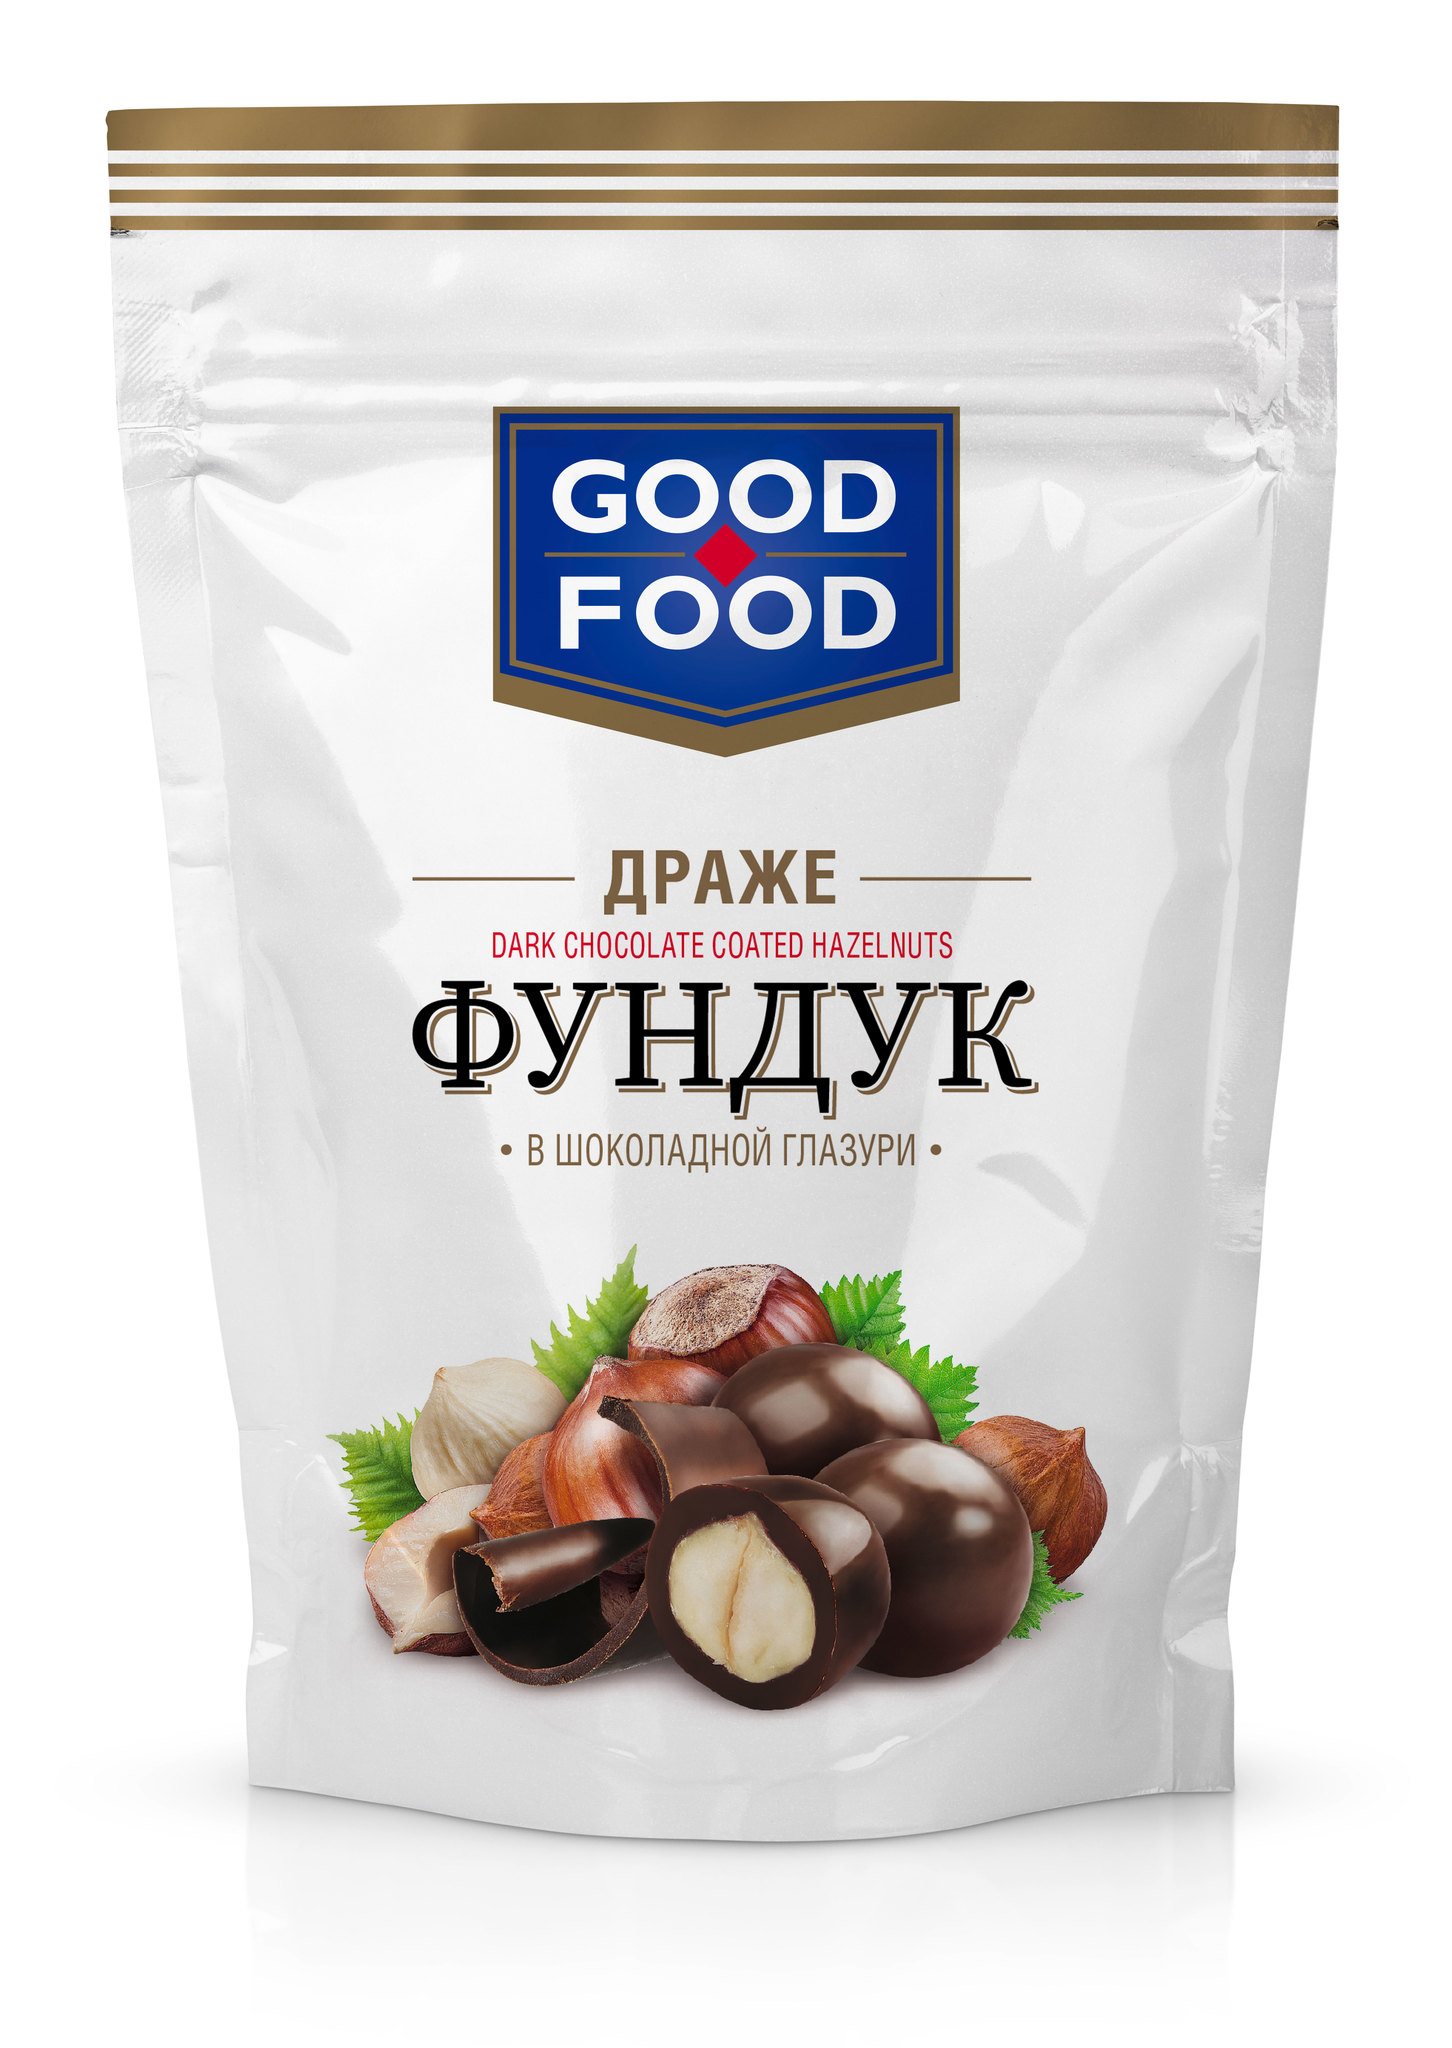 GOOD
FOOD
ДРАЖЕ
DARK CHOCOLATE COATED HAZELNUTS
ФУНДУК
• В ШОКОЛАДНОЙ ГЛАЗУРИ •